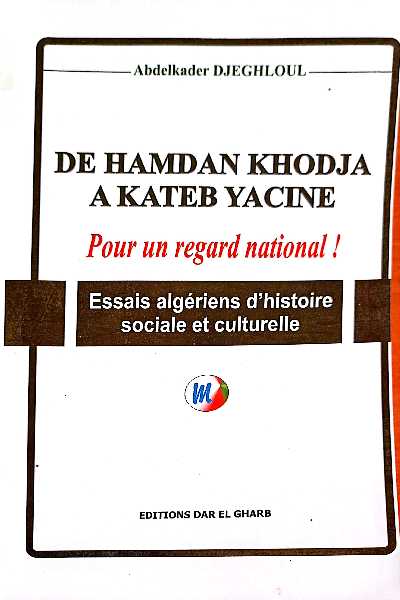 Abdelkader DJEGHLOUL
DE HAMDAN KHODJA
A KATEB YACINE
Pour un regard national !
Essais algériens d'histoire
sociale et culturelle
M
EDITIONS DAR EL GHARB